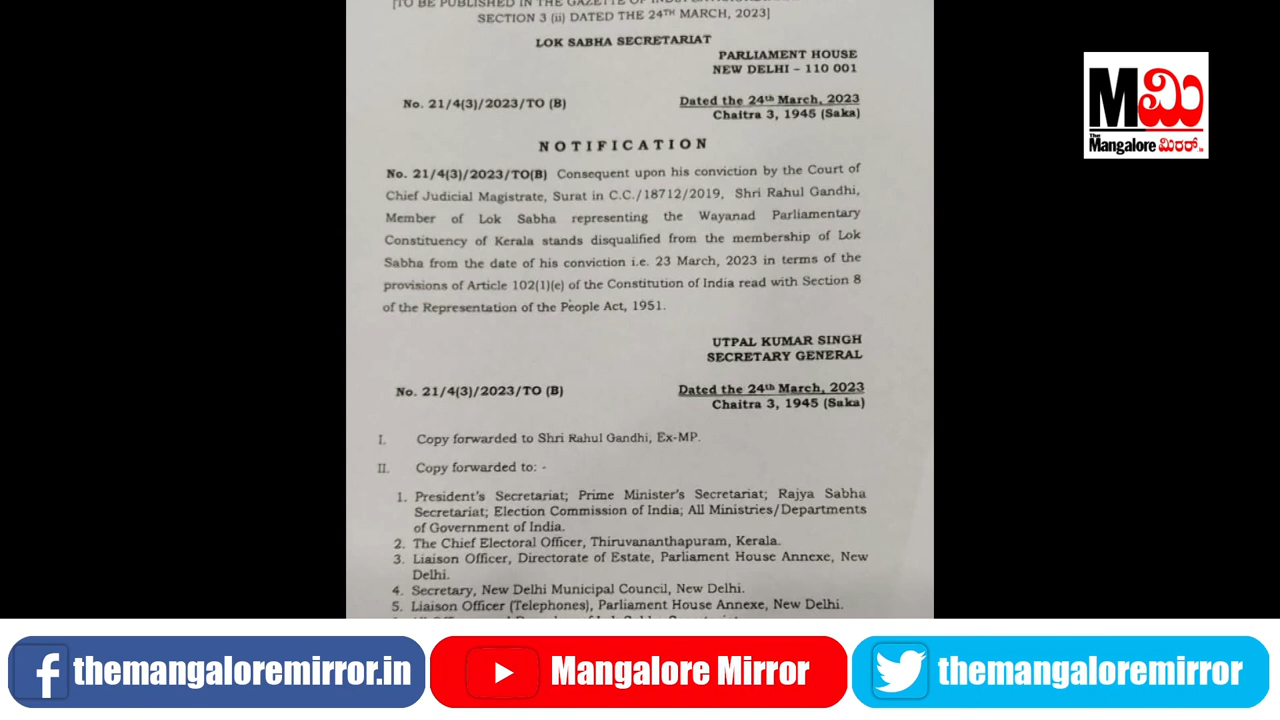 [TO BE PUBLISHED IN THE GAZETTE OF INDIA
SECTION 3 (ii) DATED THE 24TH MARCH, 2023]
LOK SABHA SECRETARIAT
PARLIAMENT HOUSE
NEW DELHI – 110 001
No. 21/4(3)/2023/TO (B)
Dated the 24th March, 2023
Chaitra 3, 1945 (Saka)
NOTIFICATION
No. 21/4(3)/2023/TO(B) Consequent upon his conviction by the Court of
Chief Judicial Magistrate, Surat in C.C./18712/2019, Shri Rahul Gandhi,
Member of Lok Sabha representing the Wayanad Parliamentary
Constituency of Kerala stands disqualified from the membership of Lok
Sabha from the date of his conviction i.e. 23 March, 2023 in terms of the
provisions of Article 102(1)(e) of the Constitution of India read with Section 8
of the Representation of the People Act, 1951.
UTPAL KUMAR SINGH
SECRETARY GENERAL
No. 21/4(3)/2023/TO (B)
Dated the 24th March, 2023
Chaitra 3, 1945 (Saka)
I. Copy forwarded to Shri Rahul Gandhi, Ex-MP.
II. Copy forwarded to: -
1. President's Secretariat; Prime Minister's Secretariat; Rajya Sabha
Secretariat; Election Commission of India; All Ministries/Departments
of Government of India.
2. The Chief Electoral Officer, Thiruvananthapuram, Kerala.
3. Liaison Officer, Directorate of Estate, Parliament House Annexe, New
Delhi.
4. Secretary, New Delhi Municipal Council, New Delhi.
5. Liaison Officer (Telephones), Parliament House Annexe, New Delhi.
Mಮಿ
The
Mangalore ಮಿರರ್.in
themangaloremirror.in
Mangalore Mirror
themangaloremirror